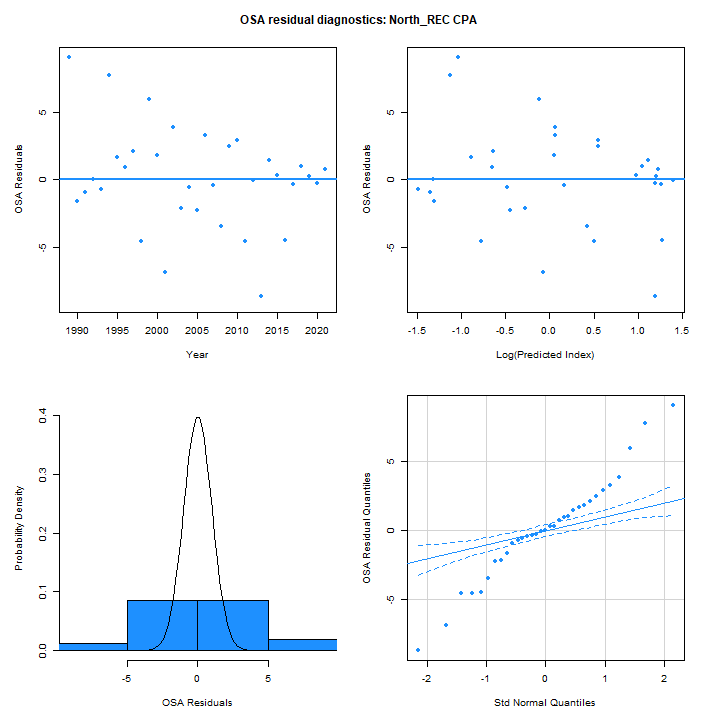 OSA residual diagnostics: North_REC CPA
OSA Residuals
5
0
-5
1990 1995 2000 2005 2010 2015 2020
Year
OSA Residuals
5
0
-5
-1.5 -1.0 -0.5 0.0 0.5 1.0 1.5
Log(Predicted Index)
Probability Density
0.4
0.3
0.2
0.1
0.0
-5 0 5
OSA Residuals
OSA Residual Quantiles
5
0
-5
-2 -1 0 1 2
Std Normal Quantiles